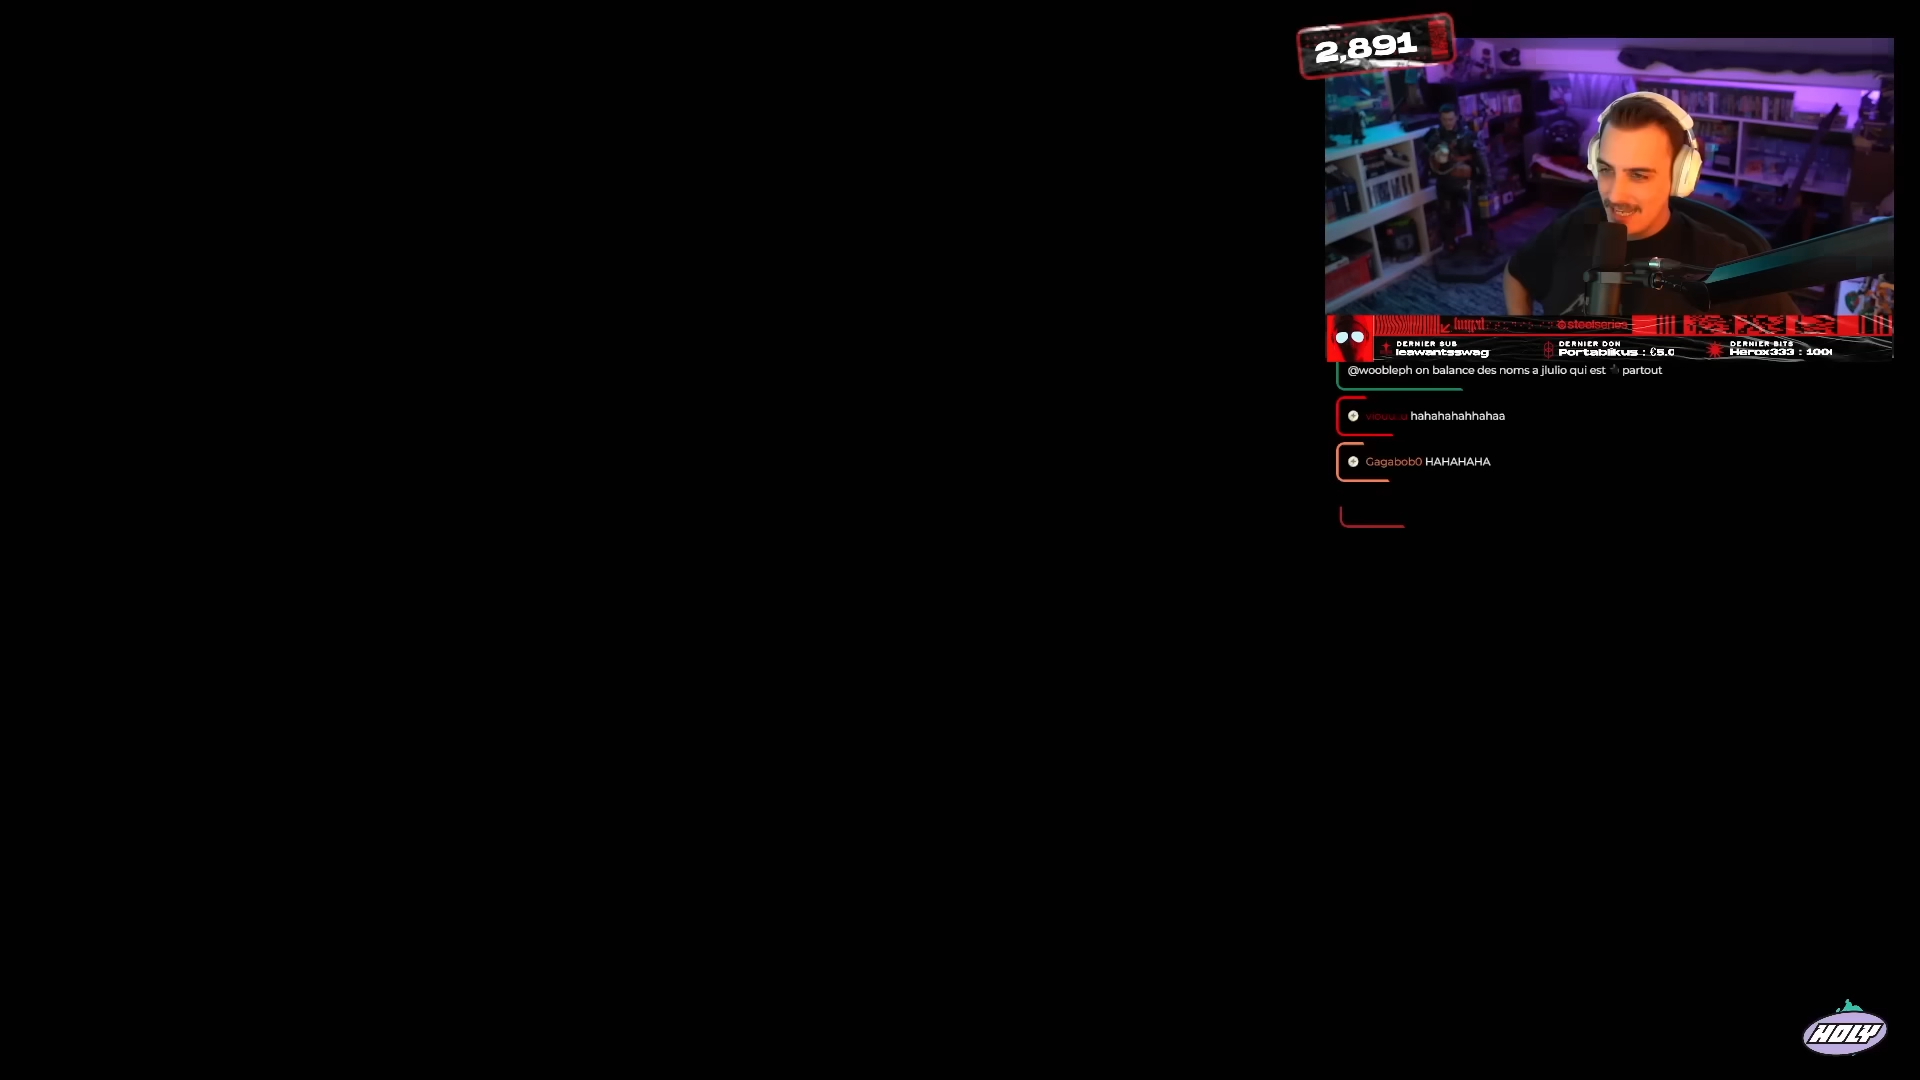 2,891
steelseries
DERNIER SUB
leawantsswag
DERNIER DON
Portablikus : €5.0
DERNIER BITS
Herox333 : 100
@woobleph on balance des noms a jlulio qui est partout
hahahahahhahaa
Gagabob0 HAHAHAHA
HOLY